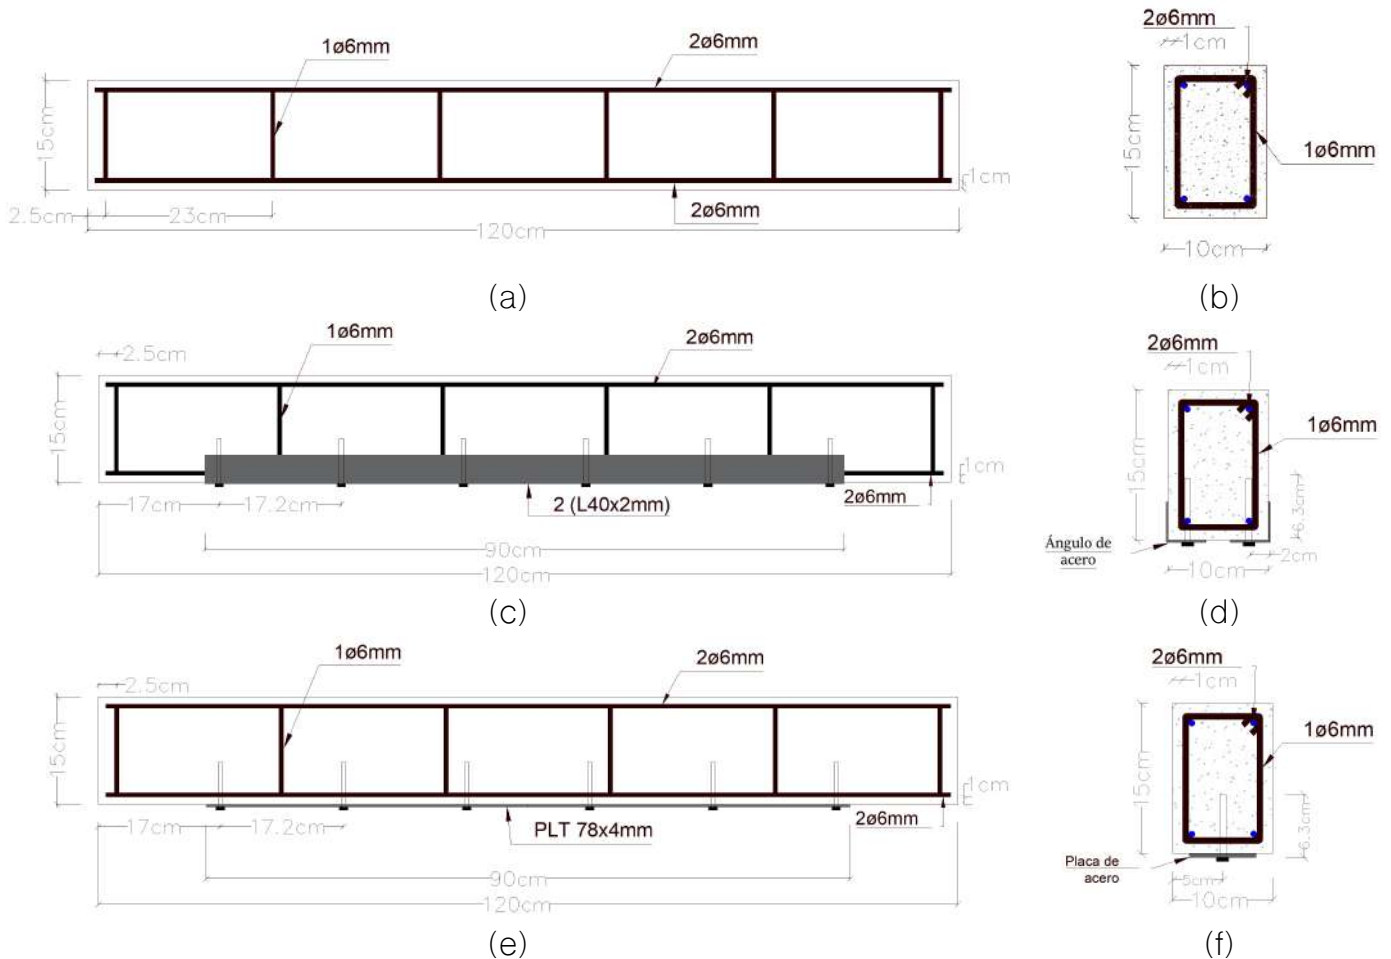 1ø6mm
2ø6mm
15cm
1cm
2.5cm
23cm
2ø6mm
120cm
(a)
2ø6mm
1cm
15cm
1ø6mm
10cm
(b)
1ø6mm
2ø6mm
2.5cm
15cm
1cm
2ø6mm
17cm
17.2cm
2 (L40x2mm)
90cm
120cm
(c)
2ø6mm
1cm
1ø6mm
15cm
6.3cm
Ángulo de
acero
2cm
10cm
(d)
1ø6mm
2ø6mm
2.5cm
15cm
1cm
2ø6mm
17cm
17.2cm
PLT 78x4mm
90cm
120cm
(e)
2ø6mm
1cm
1ø6mm
15cm
6.3cm
Placa de
acero
5cm
10cm
(f)